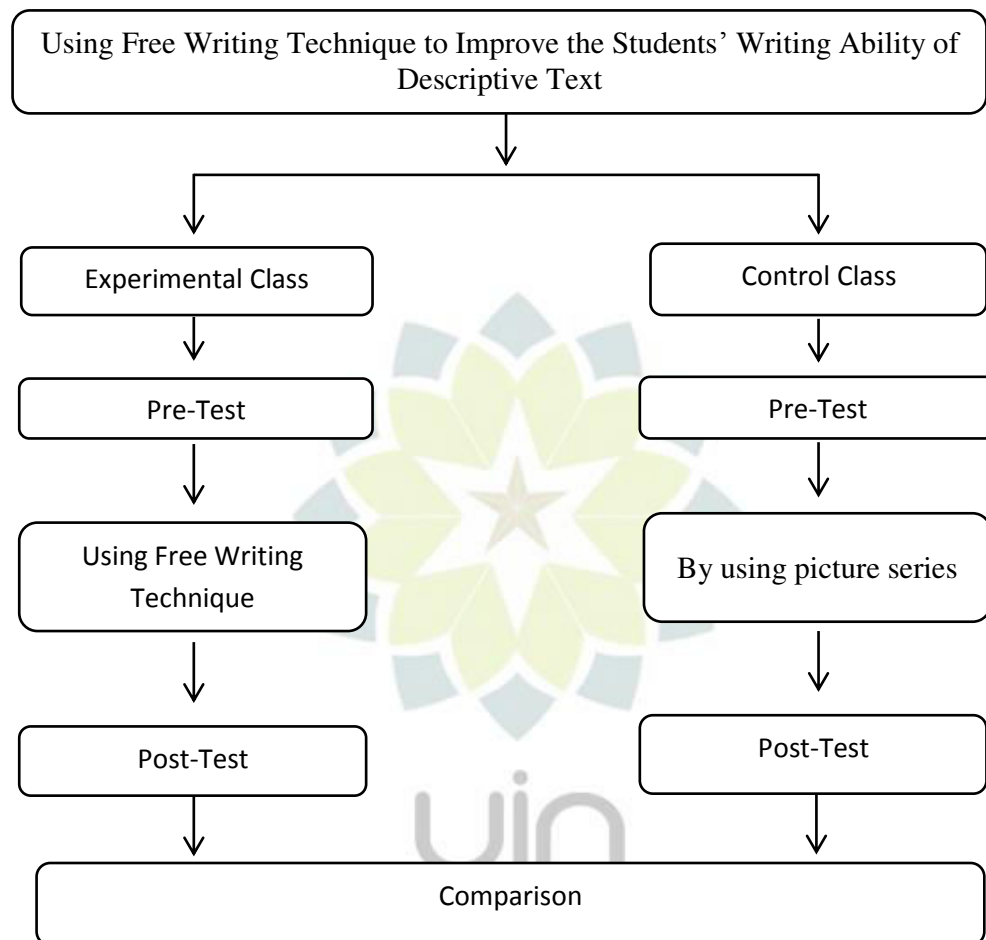 Using Free Writing Technique to Improve the Students’ Writing Ability of
Descriptive Text
Experimental Class
Control Class
Pre-Test
Pre-Test
Using Free Writing
Technique
By using picture series
Post-Test
Post-Test
uin
Comparison